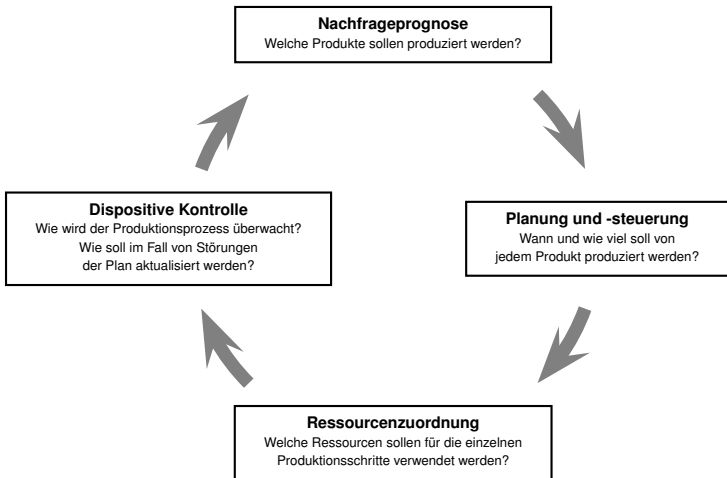 Nachfrageprognose
Welche Produkte sollen produziert werden?
Planung und -steuerung
Wann und wie viel soll von
jedem Produkt produziert werden?
Ressourcenzuordnung
Welche Ressourcen sollen für die einzelnen
Produktionsschritte verwendet werden?
Dispositive Kontrolle
Wie wird der Produktionsprozess überwacht?
Wie soll im Fall von Störungen
der Plan aktualisiert werden?